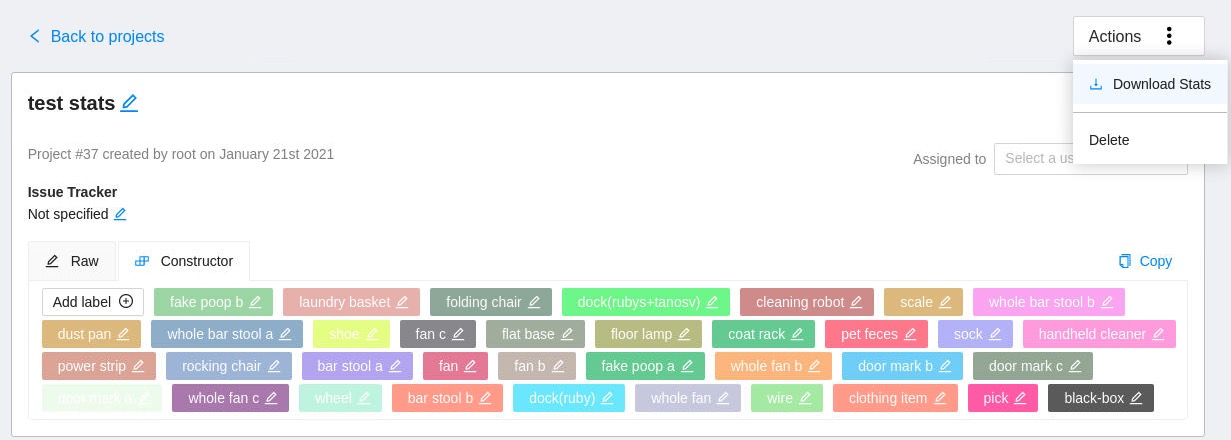 Back to projects
Actions
Download Stats
Delete
test stats
Project #37 created by root on January 21st 2021
Assigned to Select a us
Issue Tracker
Not specified
Raw Constructor Copy
Add label fake poop b laundry basket folding chair dock(rubys+tanosv) cleaning robot scale whole bar stool b
dust pan whole bar stool a shoe fan c flat base floor lamp coat rack pet feces sock handheld cleaner
power strip rocking chair bar stool a fan fan b fake poop a whole fan b door mark b door mark c
door mark a whole fan c wheel bar stool b dock(ruby) whole fan wire clothing item pick black-box